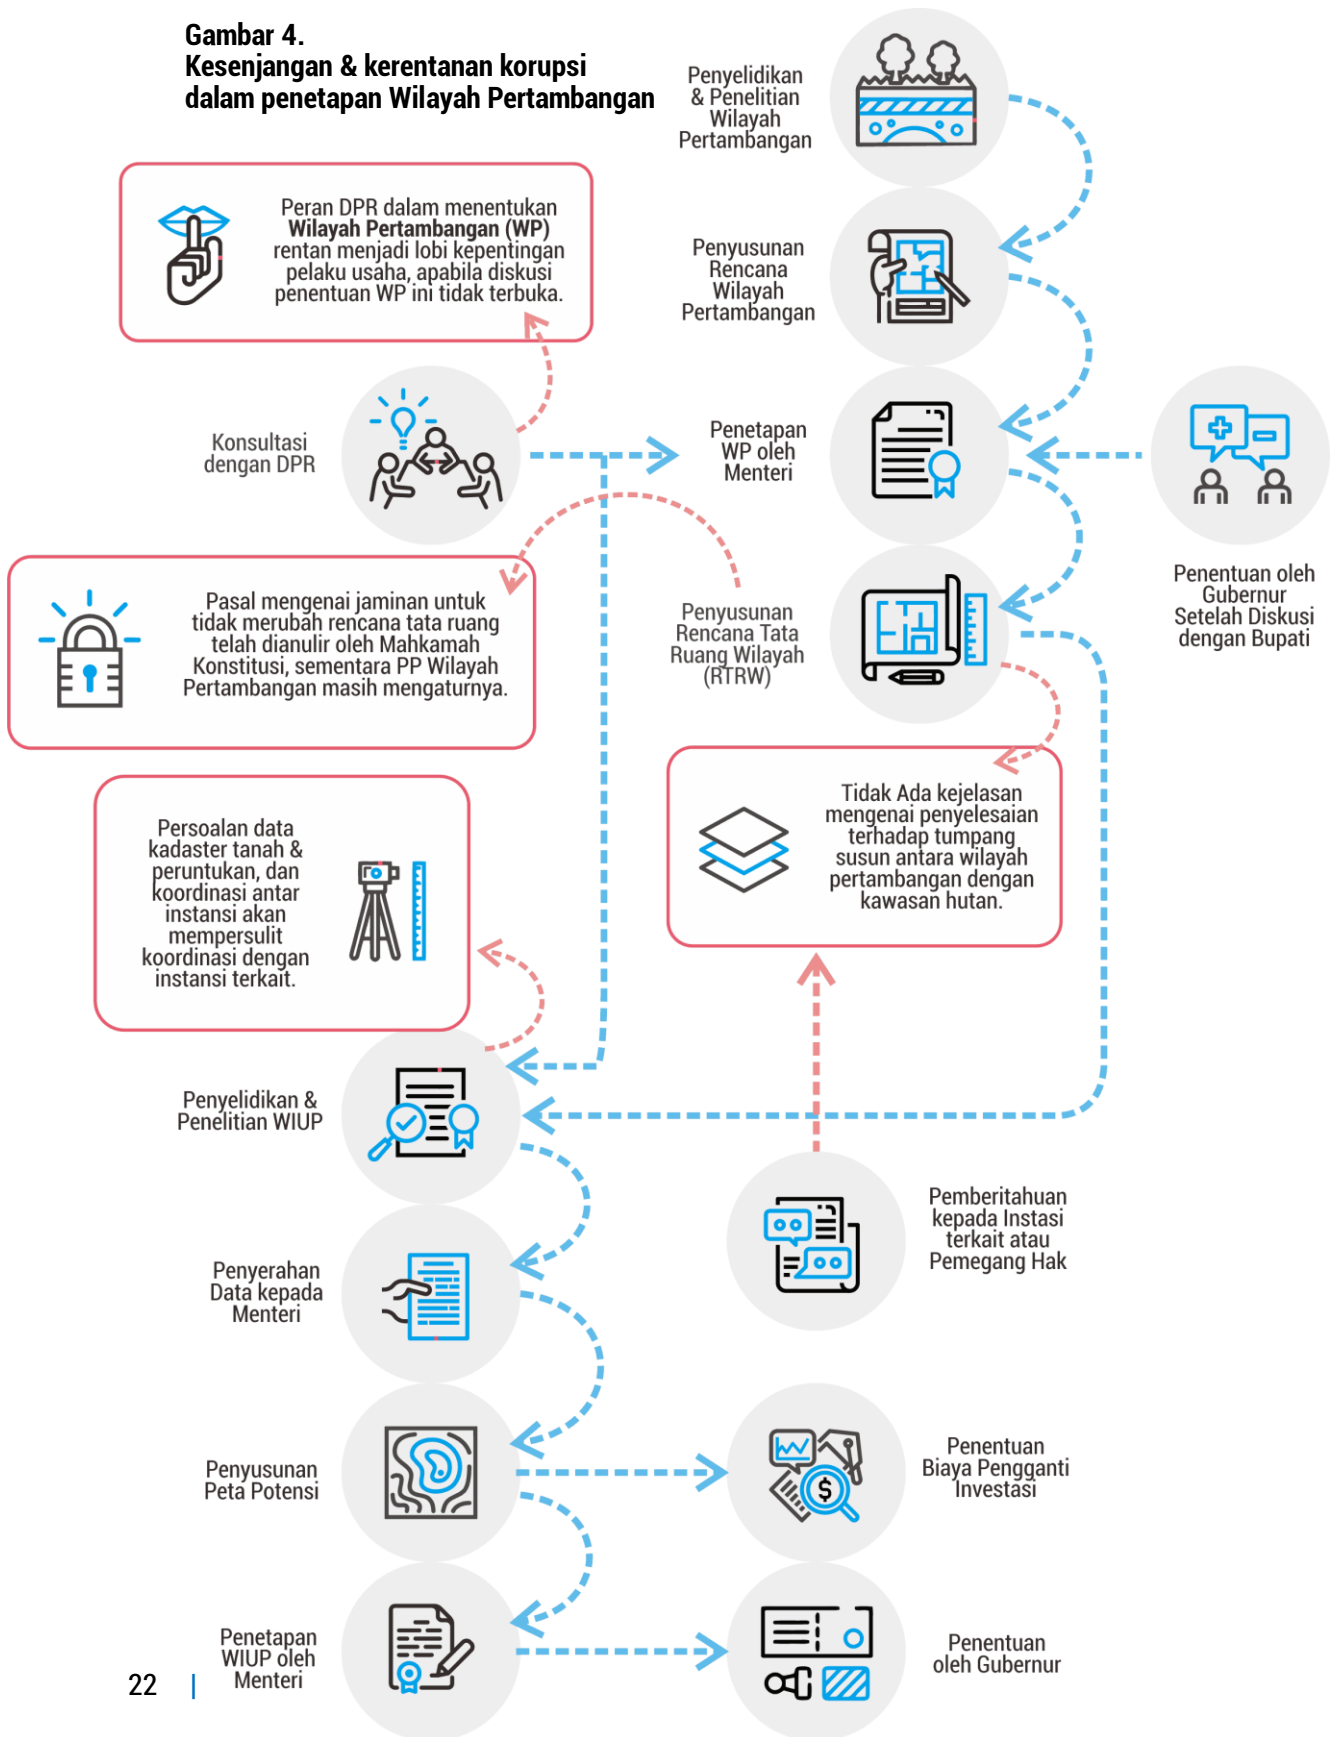 Gambar 4.
Kesenjangan & kerentanan korupsi
dalam penetapan Wilayah Pertambangan
Penyelidikan
& Penelitian
Wilayah
Pertambangan
Peran DPR dalam menentukan
Wilayah Pertambangan (WP)
rentan menjadi lobi kepentingan
pelaku usaha, apabila diskusi
penentuan WP ini tidak terbuka.
Penyusunan
Rencana
Wilayah
Pertambangan
Konsultasi
dengan DPR
Penetapan
WP oleh
Menteri
Penentuan oleh
Gubernur
Setelah Diskusi
dengan Bupati
Pasal mengenai jaminan untuk
tidak merubah rencana tata ruang
telah dianulir oleh Mahkamah
Konstitusi, sementara PP Wilayah
Pertambangan masih mengaturnya.
Penyusunan
Rencana Tata
Ruang Wilayah
(RTRW)
Tidak Ada kejelasan
mengenai penyelesaian
terhadap tumpang
susun antara wilayah
pertambangan dengan
kawasan hutan.
Persoalan data
kadaster tanah &
peruntukan, dan
koordinasi antar
instansi akan
mempersulit
koordinasi dengan
instansi terkait.
Penyelidikan &
Penelitian WIUP
Pemberitahuan
kepada Instasi
terkait atau
Pemegang Hak
Penyerahan
Data kepada
Menteri
Penyusunan
Peta Potensi
$
Penentuan
Biaya Pengganti
Investasi
Penetapan
WIUP oleh
Menteri
Penentuan
oleh Gubernur
22 |